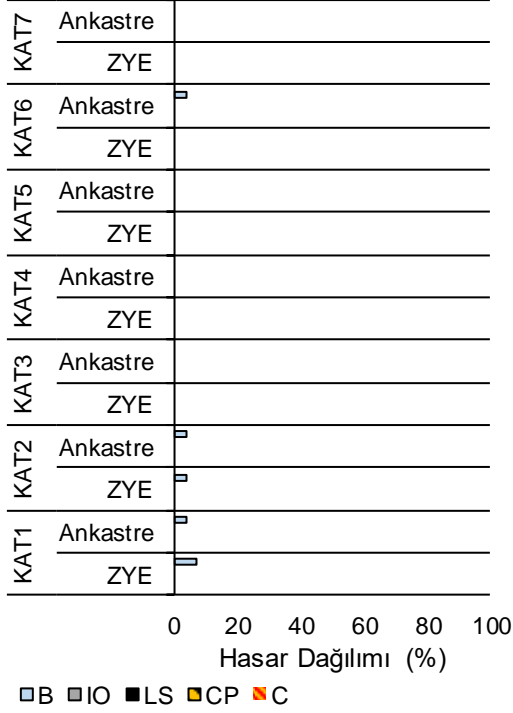 KAT7
Ankastre
ZYE
KAT6
Ankastre
ZYE
KAT5
Ankastre
ZYE
KAT4
Ankastre
ZYE
KAT3
Ankastre
ZYE
KAT2
Ankastre
ZYE
KAT1
Ankastre
ZYE
0 20 40 60 80 100
Hasar Dağılımı (%)
B IO LS CP C